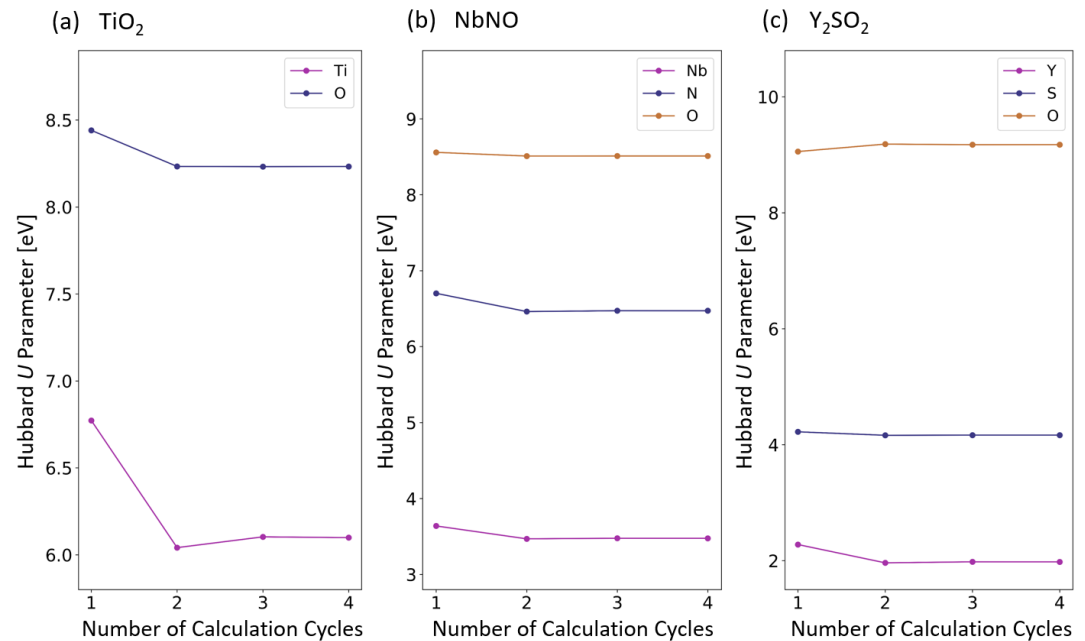 (a) TiO₂
Ti
O
8.5
8.0
7.5
7.0
6.5
6.0
Hubbard U Parameter [eV]
1 2 3 4
Number of Calculation Cycles
(b) NbNO
Nb
N
O
9
8
7
6
5
4
3
Hubbard U Parameter [eV]
1 2 3 4
Number of Calculation Cycles
(c) Y₂SO₂
Y
S
O
10
8
6
4
2
Hubbard U Parameter [eV]
1 2 3 4
Number of Calculation Cycles